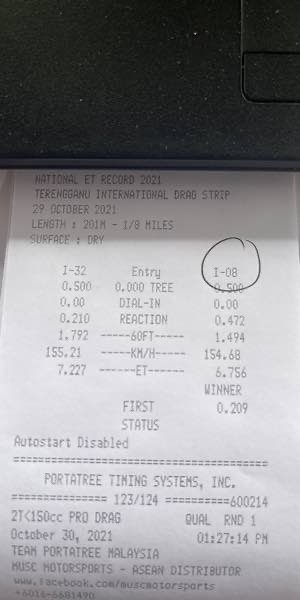 NATIONAL ET RECORD 2021
TERENGGANU INTERNATIONAL DRAG STRIP
29 OCTOBER 2021
LENGTH : 201M - 1/8 MILES
SURFACE : DRY
I-32 Entry I-08
0.500 0.000 TREE 0.500
0.00 DIAL-IN 0.00
0.210 REACTION 0.472
1.792 -----60FT----- 1.494
155.21 -----KM/H----- 154.68
7.227 ------ET----- 6.756
WINNER
FIRST 0.209
STATUS
Autostart Disabled
========================================
PORTATREE TIMING SYSTEMS, INC.
=============== 123/124 ==========600214
2T<150cc PRO DRAG QUAL RND 1
October 30, 2021 01:27:14 PM
TEAM PORTATREE MALAYSIA
MUSC MOTORSPORTS - ASEAN DISTRIBUTOR
www.facebook.com/muscmotorsports
+6016-6681490